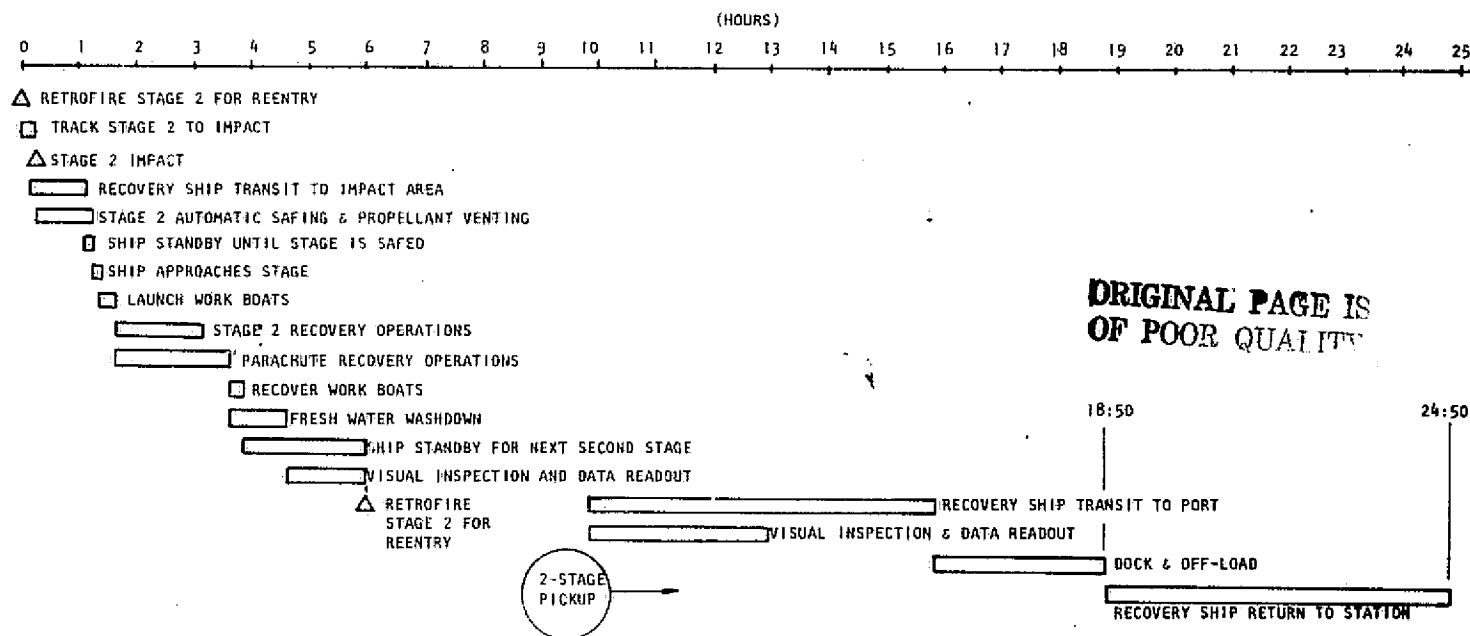 (HOURS)
0 1 2 3 4 5 6 7 8 9 10 11 12 13 14 15 16 17 18 19 20 21 22 23 24 25
RETROFIRE STAGE 2 FOR REENTRY
TRACK STAGE 2 TO IMPACT
STAGE 2 IMPACT
RECOVERY SHIP TRANSIT TO IMPACT AREA
STAGE 2 AUTOMATIC SAFING & PROPELLANT VENTING
SHIP STANDBY UNTIL STAGE IS SAFED
SHIP APPROACHES STAGE
LAUNCH WORK BOATS
STAGE 2 RECOVERY OPERATIONS
PARACHUTE RECOVERY OPERATIONS
RECOVER WORK BOATS
FRESH WATER WASHDOWN
SHIP STANDBY FOR NEXT SECOND STAGE
VISUAL INSPECTION AND DATA READOUT
RETROFIRE
STAGE 2 FOR
REENTRY
ORIGINAL PAGE IS
OF POOR QUALITY
18:50
24:50
RECOVERY SHIP TRANSIT TO PORT
VISUAL INSPECTION & DATA READOUT
DOCK & OFF-LOAD
2-STAGE
PICKUP
RECOVERY SHIP RETURN TO STATION